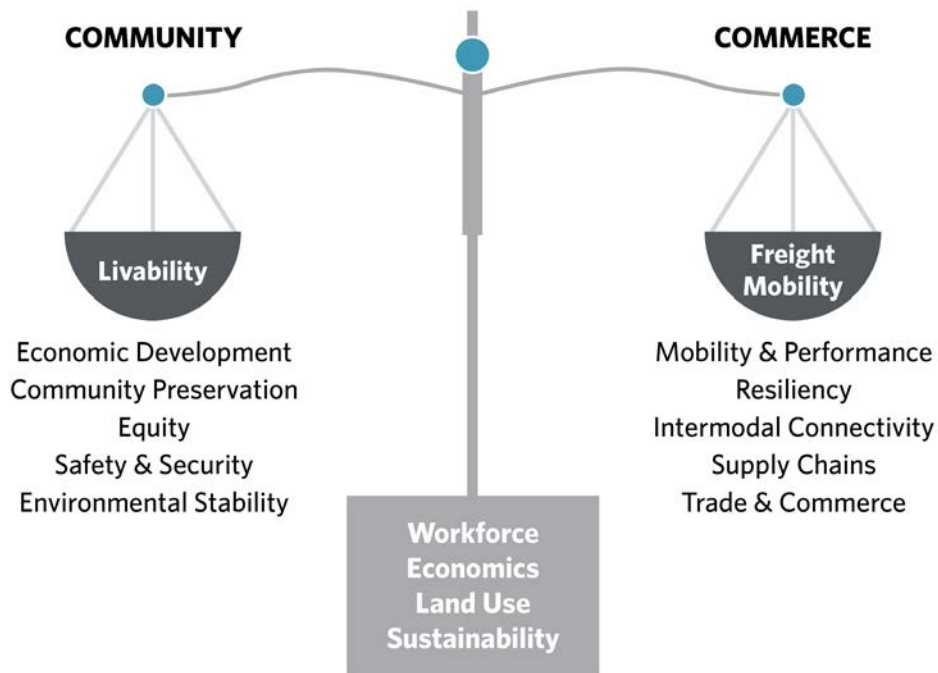 COMMUNITY
COMMERCE
Livability
Economic Development
Community Preservation
Equity
Safety & Security
Environmental Stability
Freight
Mobility
Mobility & Performance
Resiliency
Intermodal Connectivity
Supply Chains
Trade & Commerce
Workforce
Economics
Land Use
Sustainability